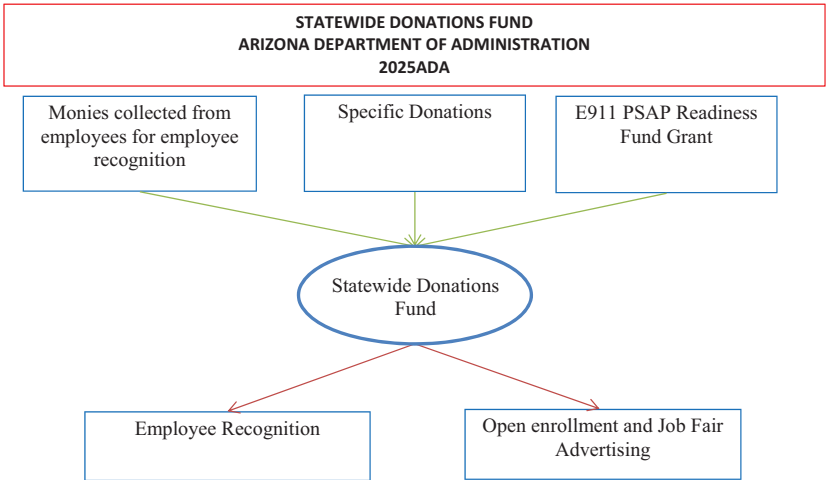 STATEWIDE DONATIONS FUND
ARIZONA DEPARTMENT OF ADMINISTRATION
2025ADA
Monies collected from
employees for employee
recognition
Specific Donations
E911 PSAP Readiness
Fund Grant
Statewide Donations
Fund
Employee Recognition
Open enrollment and Job Fair
Advertising